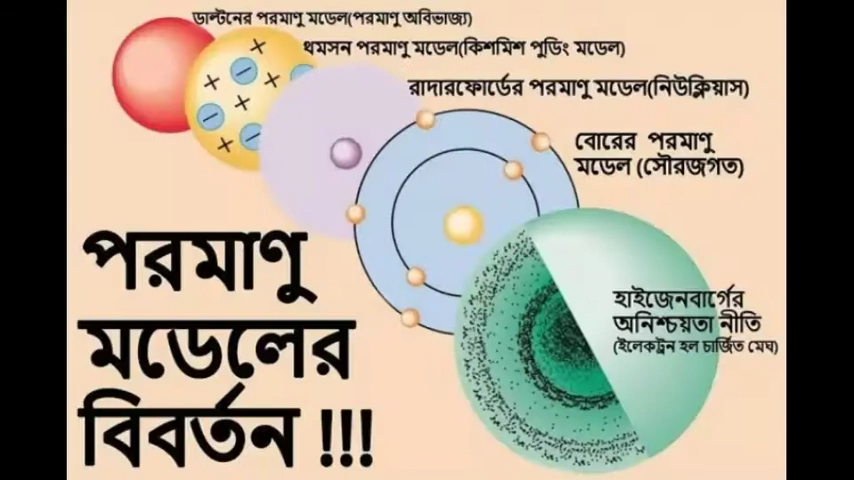 ডাল্টনের পরমাণু মডেল(পরমাণু অবিভাজ্য)
থমসন পরমাণু মডেল(কিশমিশ পুডিং মডেল)
রাদারফোর্ডের পরমাণু মডেল(নিউক্লিয়াস)
বোরের পরমাণু
মডেল (সৌরজগত)
হাইজেনবার্গের
অনিশ্চয়তা নীতি
(ইলেকট্রন হল চার্জিত মেঘ)
পরমাণু
মডেলের
বিবর্তন !!!